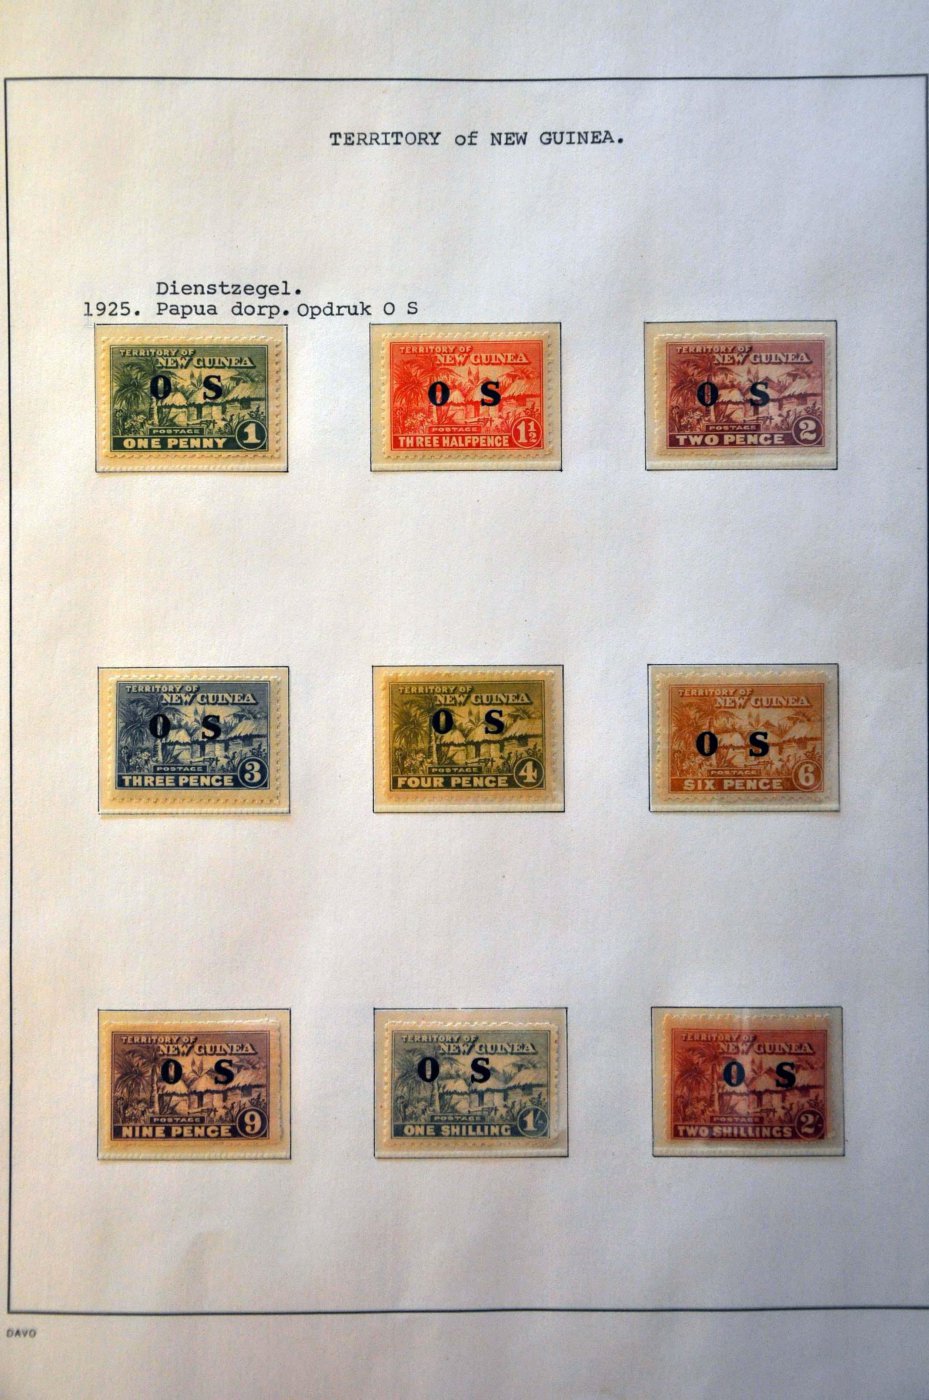 TERRITORY of NEW GUINEA.
Dienstzegel.
1925. Papua dorp. Opdruk O S
TERRITORY OF
NEW GUINEA
O S
POSTAGE
ONE PENNY 1
TERRITORY OF
NEW GUINEA
O S
POSTAGE
THREE HALFPENCE 1½
TERRITORY OF
NEW GUINEA
O S
POSTAGE
TWO PENCE 2
TERRITORY OF
NEW GUINEA
O S
POSTAGE
THREE PENCE 3
TERRITORY OF
NEW GUINEA
O S
POSTAGE
FOUR PENCE 4
TERRITORY OF
NEW GUINEA
O S
POSTAGE
SIX PENCE 6
TERRITORY OF
NEW GUINEA
O S
POSTAGE
NINE PENCE 9
TERRITORY OF
NEW GUINEA
O S
POSTAGE
ONE SHILLING 1/-
TERRITORY OF
NEW GUINEA
O S
POSTAGE
TWO SHILLINGS 2/-
DAVO